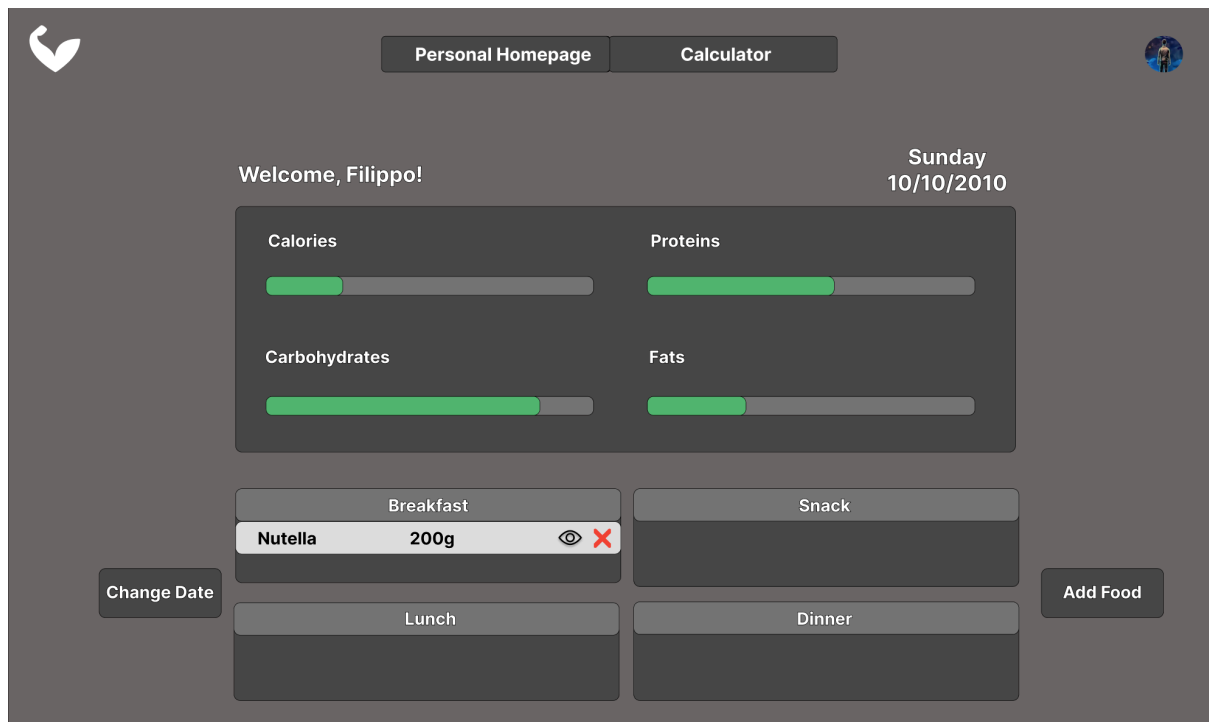 Personal Homepage
Calculator
Welcome, Filippo!
Sunday
10/10/2010
Calories
Proteins
Carbohydrates
Fats
Breakfast
Snack
Nutella 200g
Change Date
Add Food
Lunch
Dinner